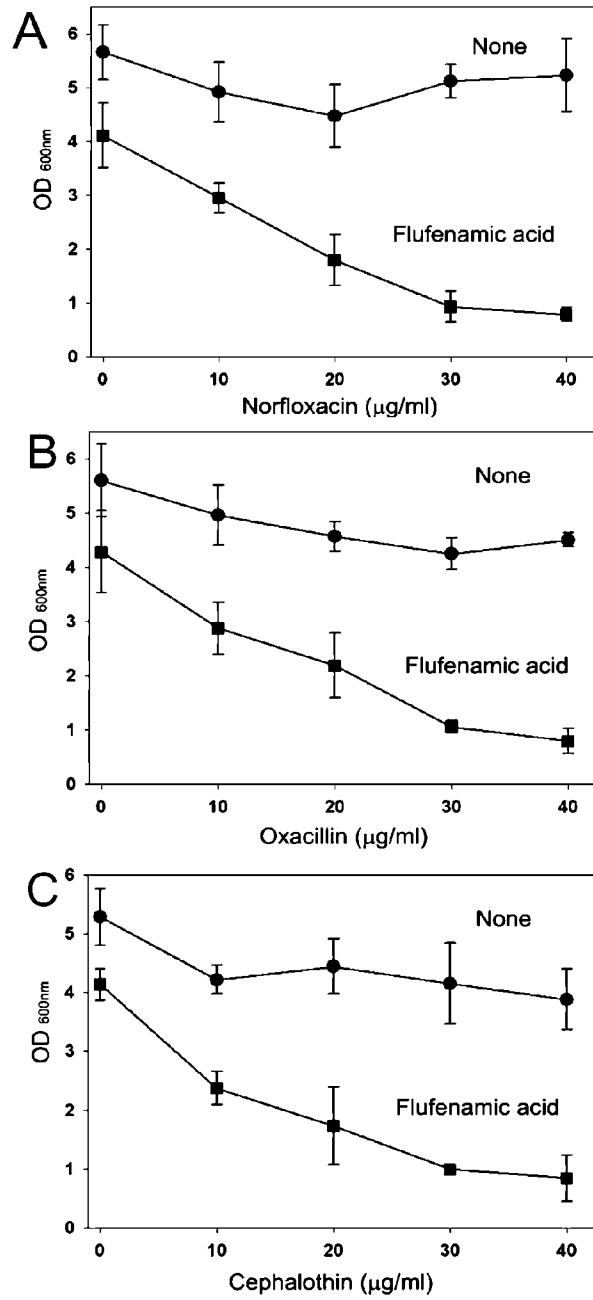 A
6
5
4
3
2
1
0
OD 600nm
None
Flufenamic acid
0 10 20 30 40
Norfloxacin (μg/ml)
B
6
5
4
3
2
1
0
OD 600nm
None
Flufenamic acid
0 10 20 30 40
Oxacillin (μg/ml)
C
6
5
4
3
2
1
0
OD 600nm
None
Flufenamic acid
0 10 20 30 40
Cephalothin (μg/ml)